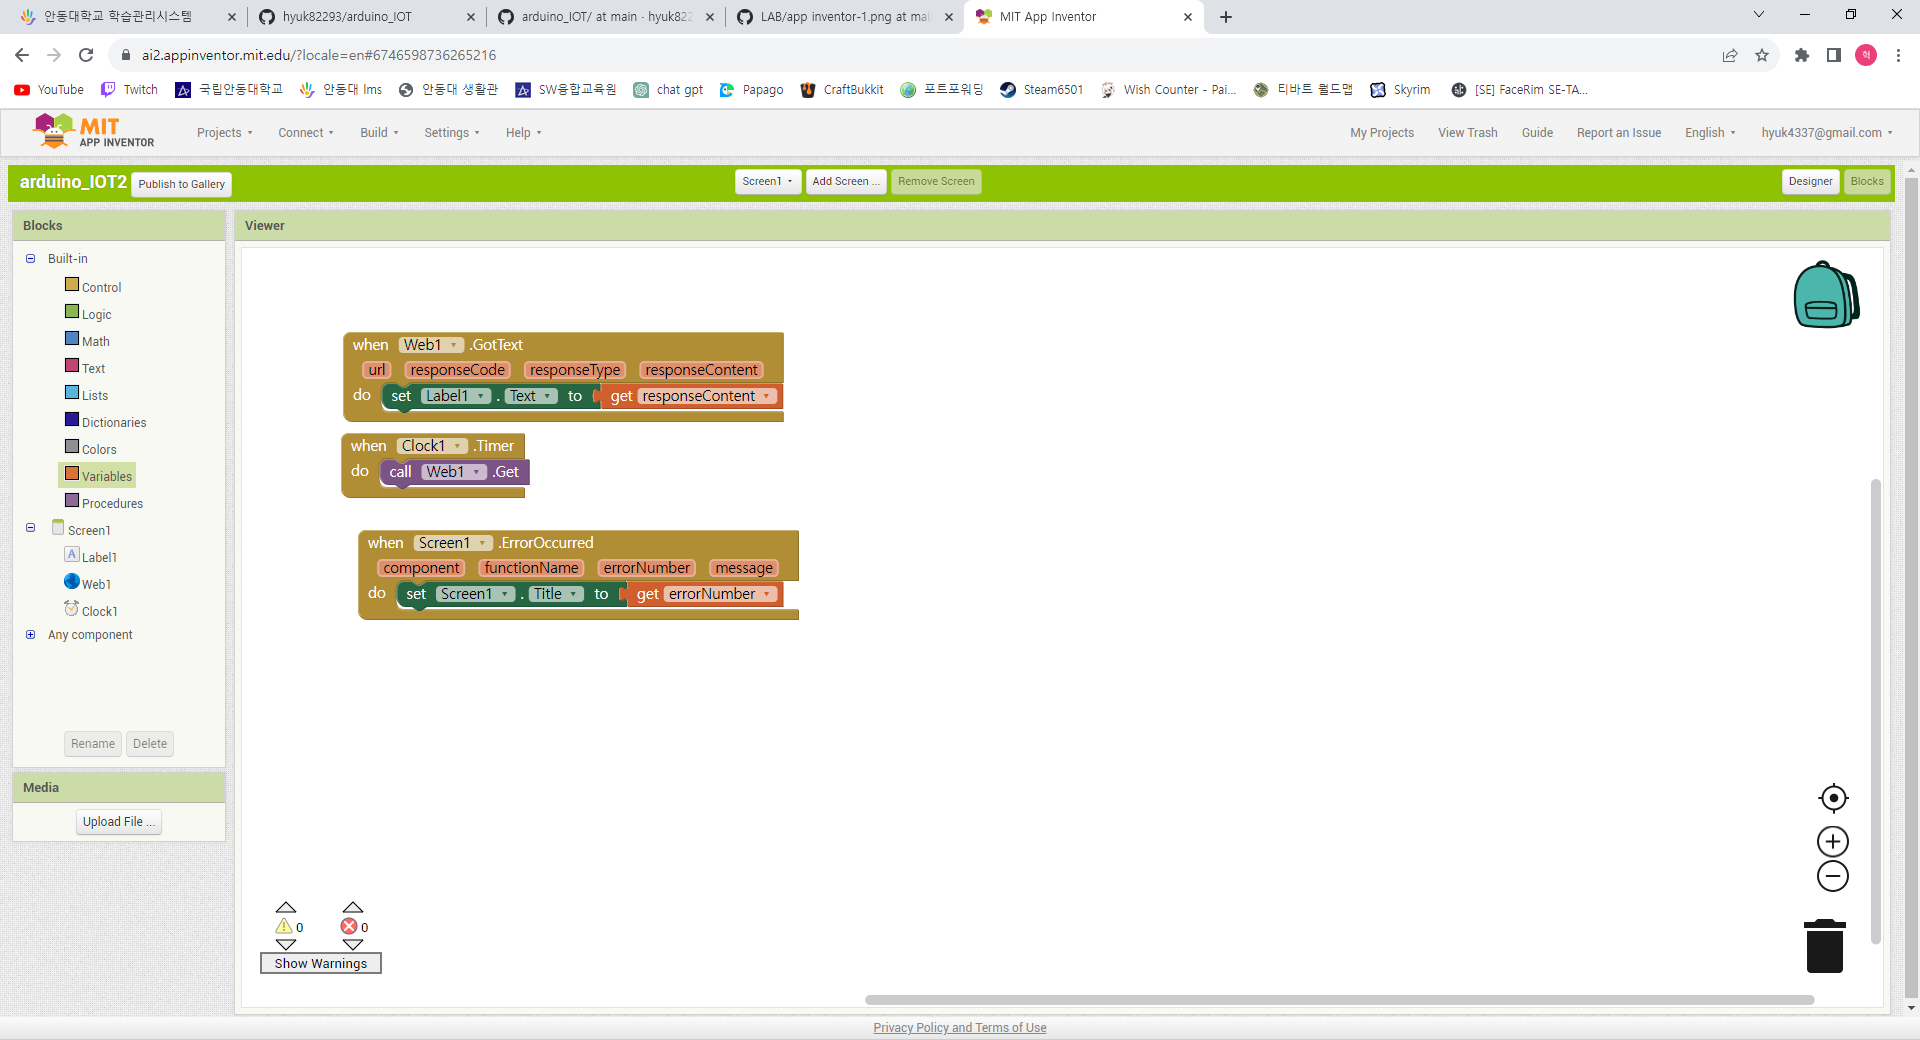 안동대학교 학습관리시스템
hyuk82293/arduino_IOT
arduino_IOT/ at main · hyuk822
LAB/app inventor-1.png at mai
MIT App Inventor
ai2.appinventor.mit.edu/?locale=en#6746598736265216
혁
YouTube
Twitch
국립안동대학교
안동대 lms
안동대 생활관
SW융합교육원
chat gpt
Papago
CraftBukkit
포트포워딩
Steam6501
Wish Counter - Pai...
티바트 월드맵
Skyrim
[SE] FaceRim SE-TA...
MIT
APP INVENTOR
Projects
Connect
Build
Settings
Help
My Projects
View Trash
Guide
Report an Issue
English
hyuk4337@gmail.com
arduino_IOT2
Publish to Gallery
Screen1
Add Screen ...
Remove Screen
Designer
Blocks
Blocks
Viewer
Built-in
Control
Logic
Math
Text
Lists
Dictionaries
Colors
Variables
Procedures
Screen1
A Label1
Web1
Clock1
Any component
Rename
Delete
Media
Upload File ...
when Web1 .GotText
url responseCode responseType responseContent
do set Label1 . Text to get responseContent
when Clock1 .Timer
do call Web1 .Get
when Screen1 .ErrorOccurred
component functionName errorNumber message
do set Screen1 . Title to get errorNumber
0
0
Show Warnings
Privacy Policy and Terms of Use